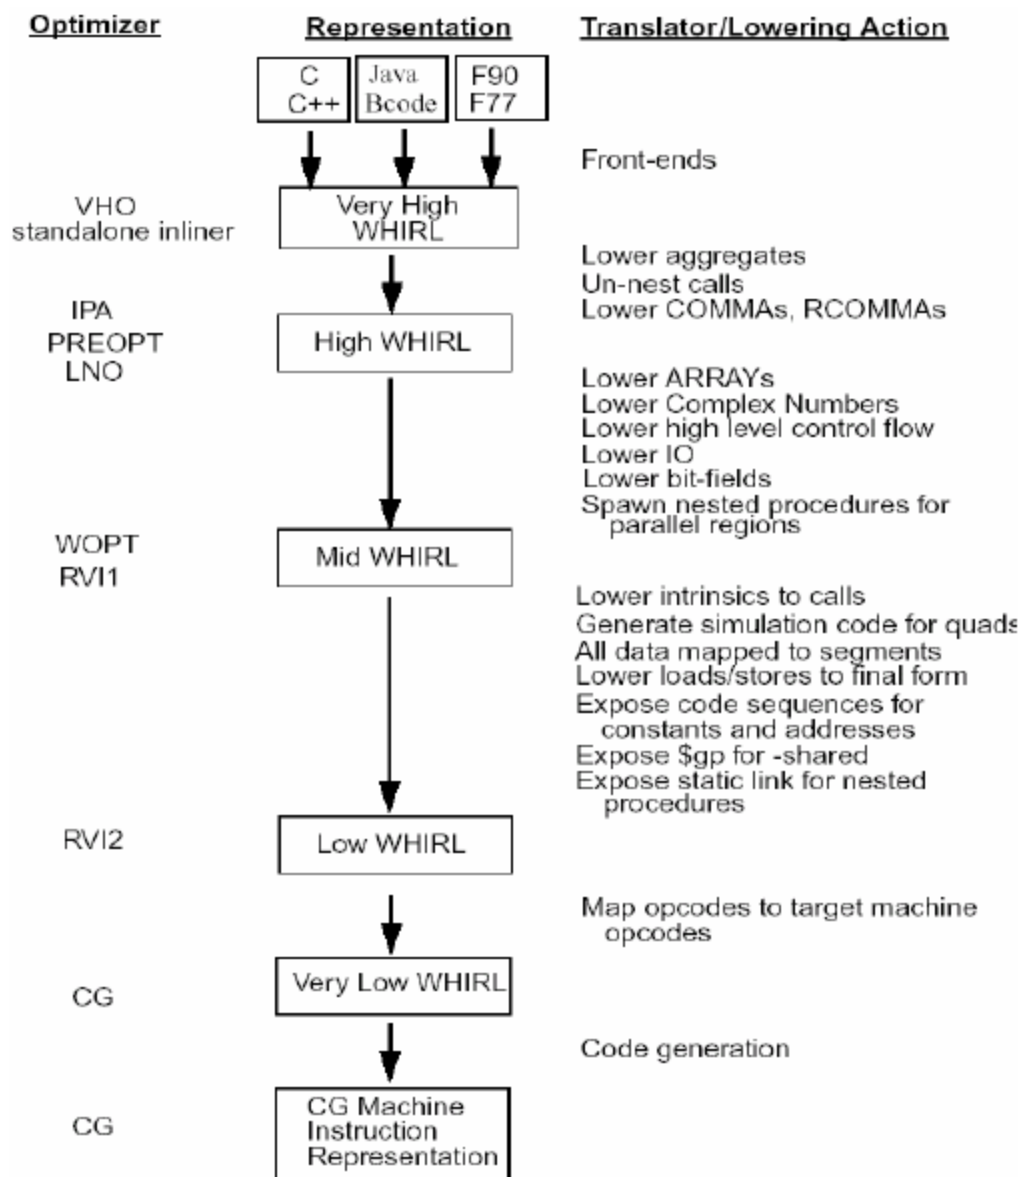 Optimizer Representation Translator/Lowering Action
C
C++
Java
Bcode
F90
F77
Front-ends
VHO
standalone inliner
Very High
WHIRL
Lower aggregates
Un-nest calls
Lower COMMAs, RCOMMAs
IPA
PREOPT
LNO
High WHIRL
Lower ARRAYs
Lower Complex Numbers
Lower high level control flow
Lower IO
Lower bit-fields
Spawn nested procedures for
parallel regions
WOPT
RVI1
Mid WHIRL
Lower intrinsics to calls
Generate simulation code for quads
All data mapped to segments
Lower loads/stores to final form
Expose code sequences for
constants and addresses
Expose $gp for -shared
Expose static link for nested
procedures
RVI2
Low WHIRL
Map opcodes to target machine
opcodes
CG
Very Low WHIRL
Code generation
CG
CG Machine
Instruction
Representation